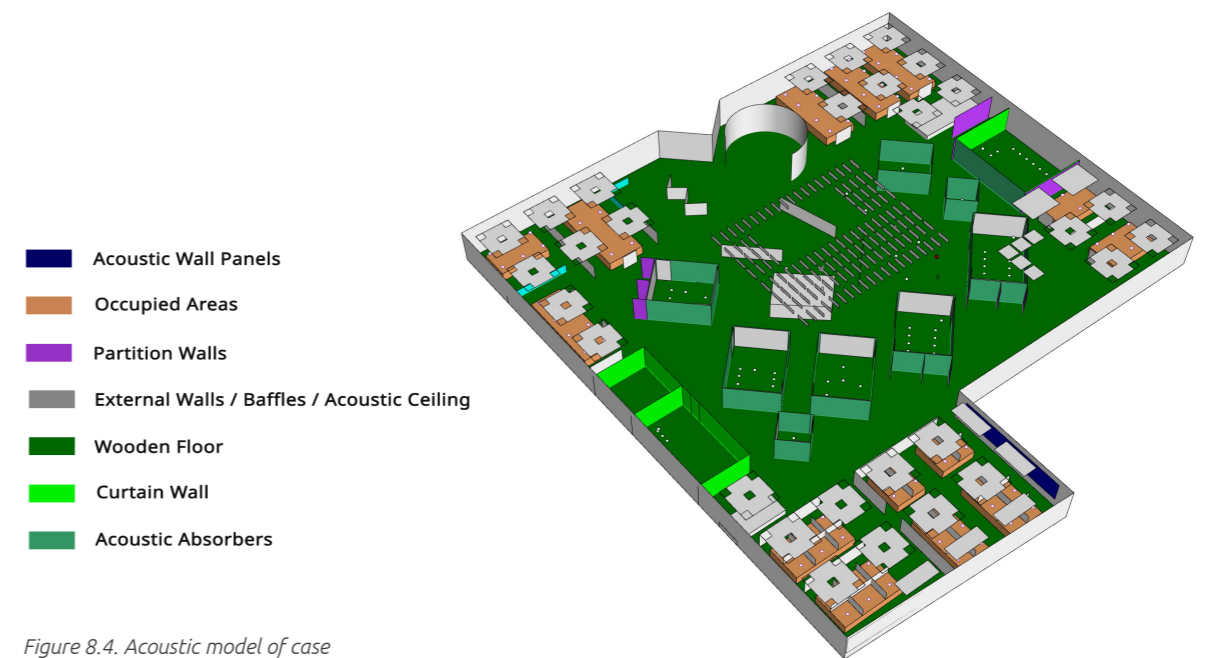 Acoustic Wall Panels
Occupied Areas
Partition Walls
External Walls / Baffles / Acoustic Ceiling
Wooden Floor
Curtain Wall
Acoustic Absorbers
Figure 8.4. Acoustic model of case